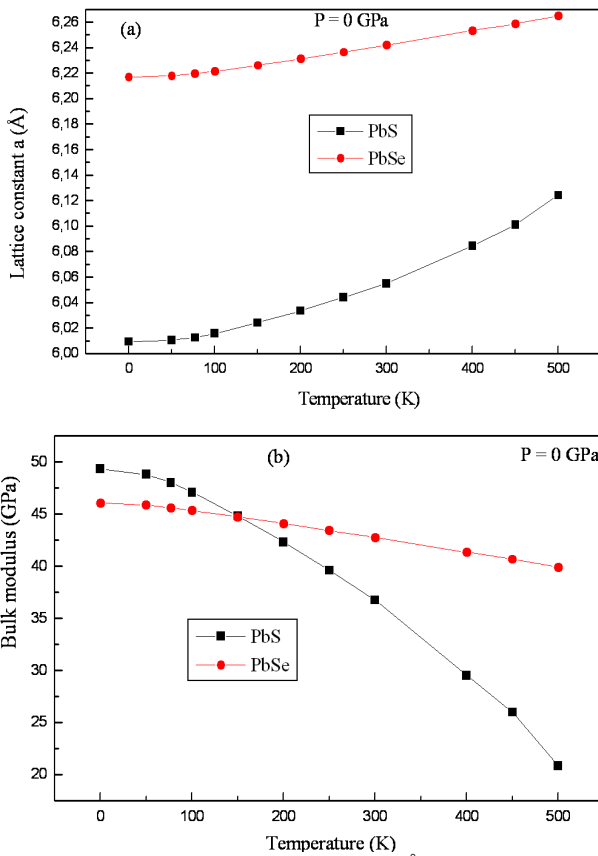 (a)
P = 0 GPa
6,26
6,24
6,22
6,20
6,18
6,16
6,14
6,12
6,10
6,08
6,06
6,04
6,02
6,00
Lattice constant a (Å)
PbS
PbSe
0 100 200 300 400 500
Temperature (K)
(b)
P = 0 GPa
50
45
40
35
30
25
20
Bulk modulus (GPa)
PbS
PbSe
0 100 200 300 400 500
Temperature (K)